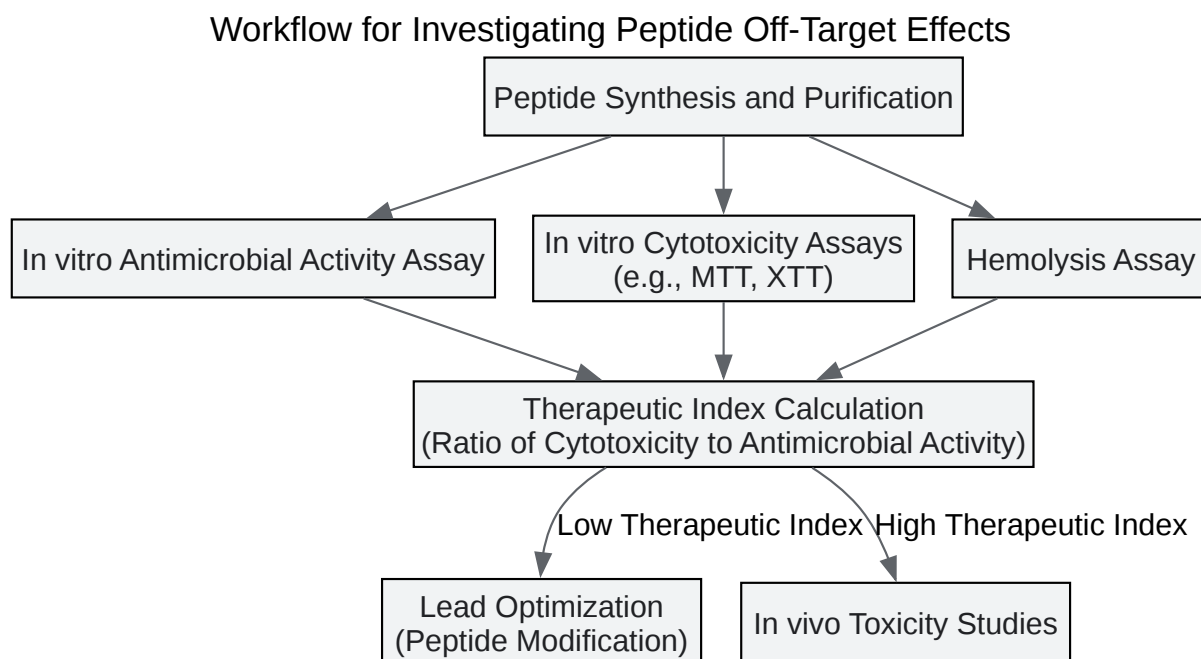 Workflow for Investigating Peptide Off-Target Effects
Peptide Synthesis and Purification
In vitro Antimicrobial Activity Assay
In vitro Cytotoxicity Assays
(e.g., MTT, XTT)
Hemolysis Assay
Therapeutic Index Calculation
(Ratio of Cytotoxicity to Antimicrobial Activity)
Low Therapeutic Index
High Therapeutic Index
Lead Optimization
(Peptide Modification)
In vivo Toxicity Studies